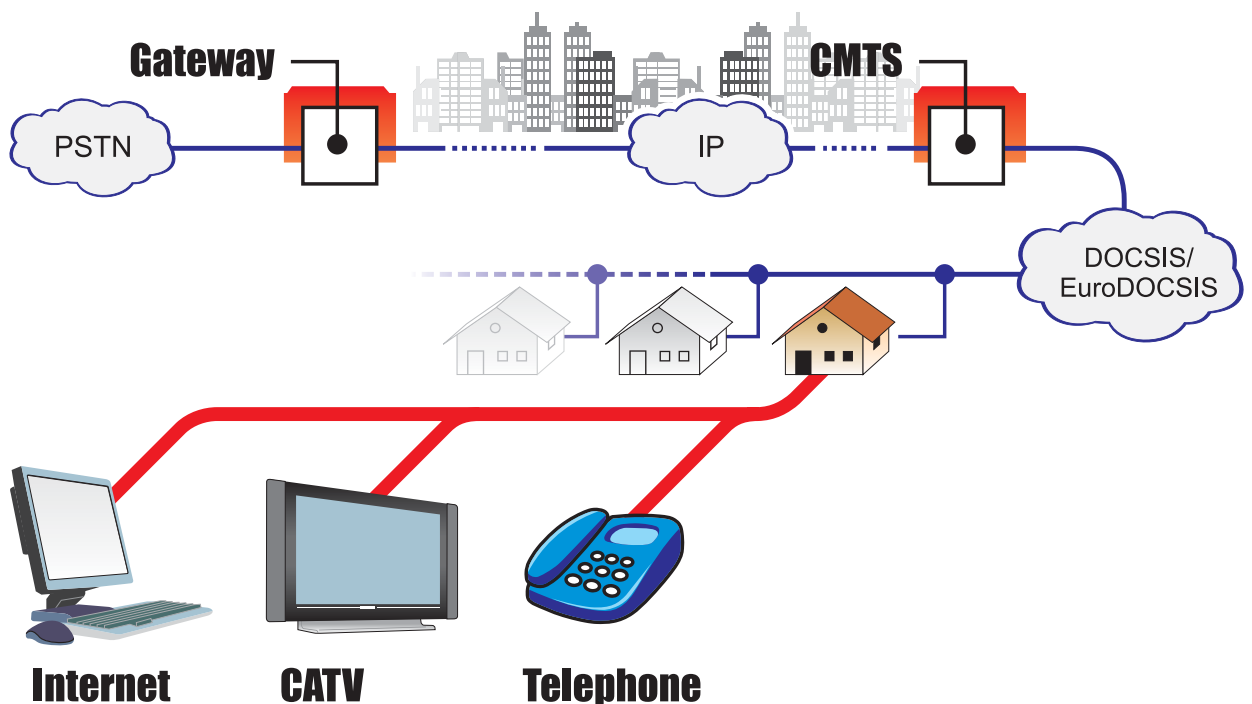 Gateway
CMTS
PSTN
IP
DOCSIS/
EuroDOCSIS
Internet
CATV
Telephone